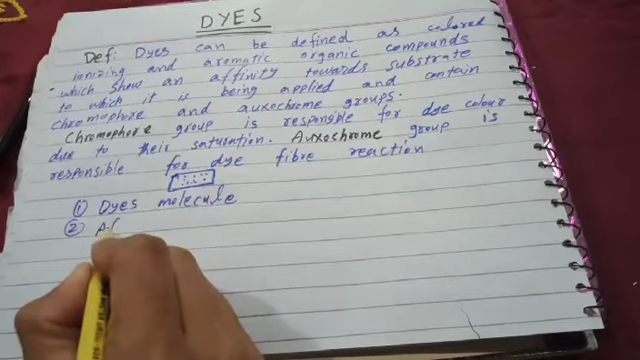 DYES
Def: Dyes can be defined as colored
ionizing and aromatic organic compounds
which show an affinity towards substrate
to which it is being applied and contain
chromophore and auxochrome groups.
Chromophore group is responsible for dye colour
due to their saturation. Auxochrome group is
responsible for dye fibre reaction
① Dyes molecule
②